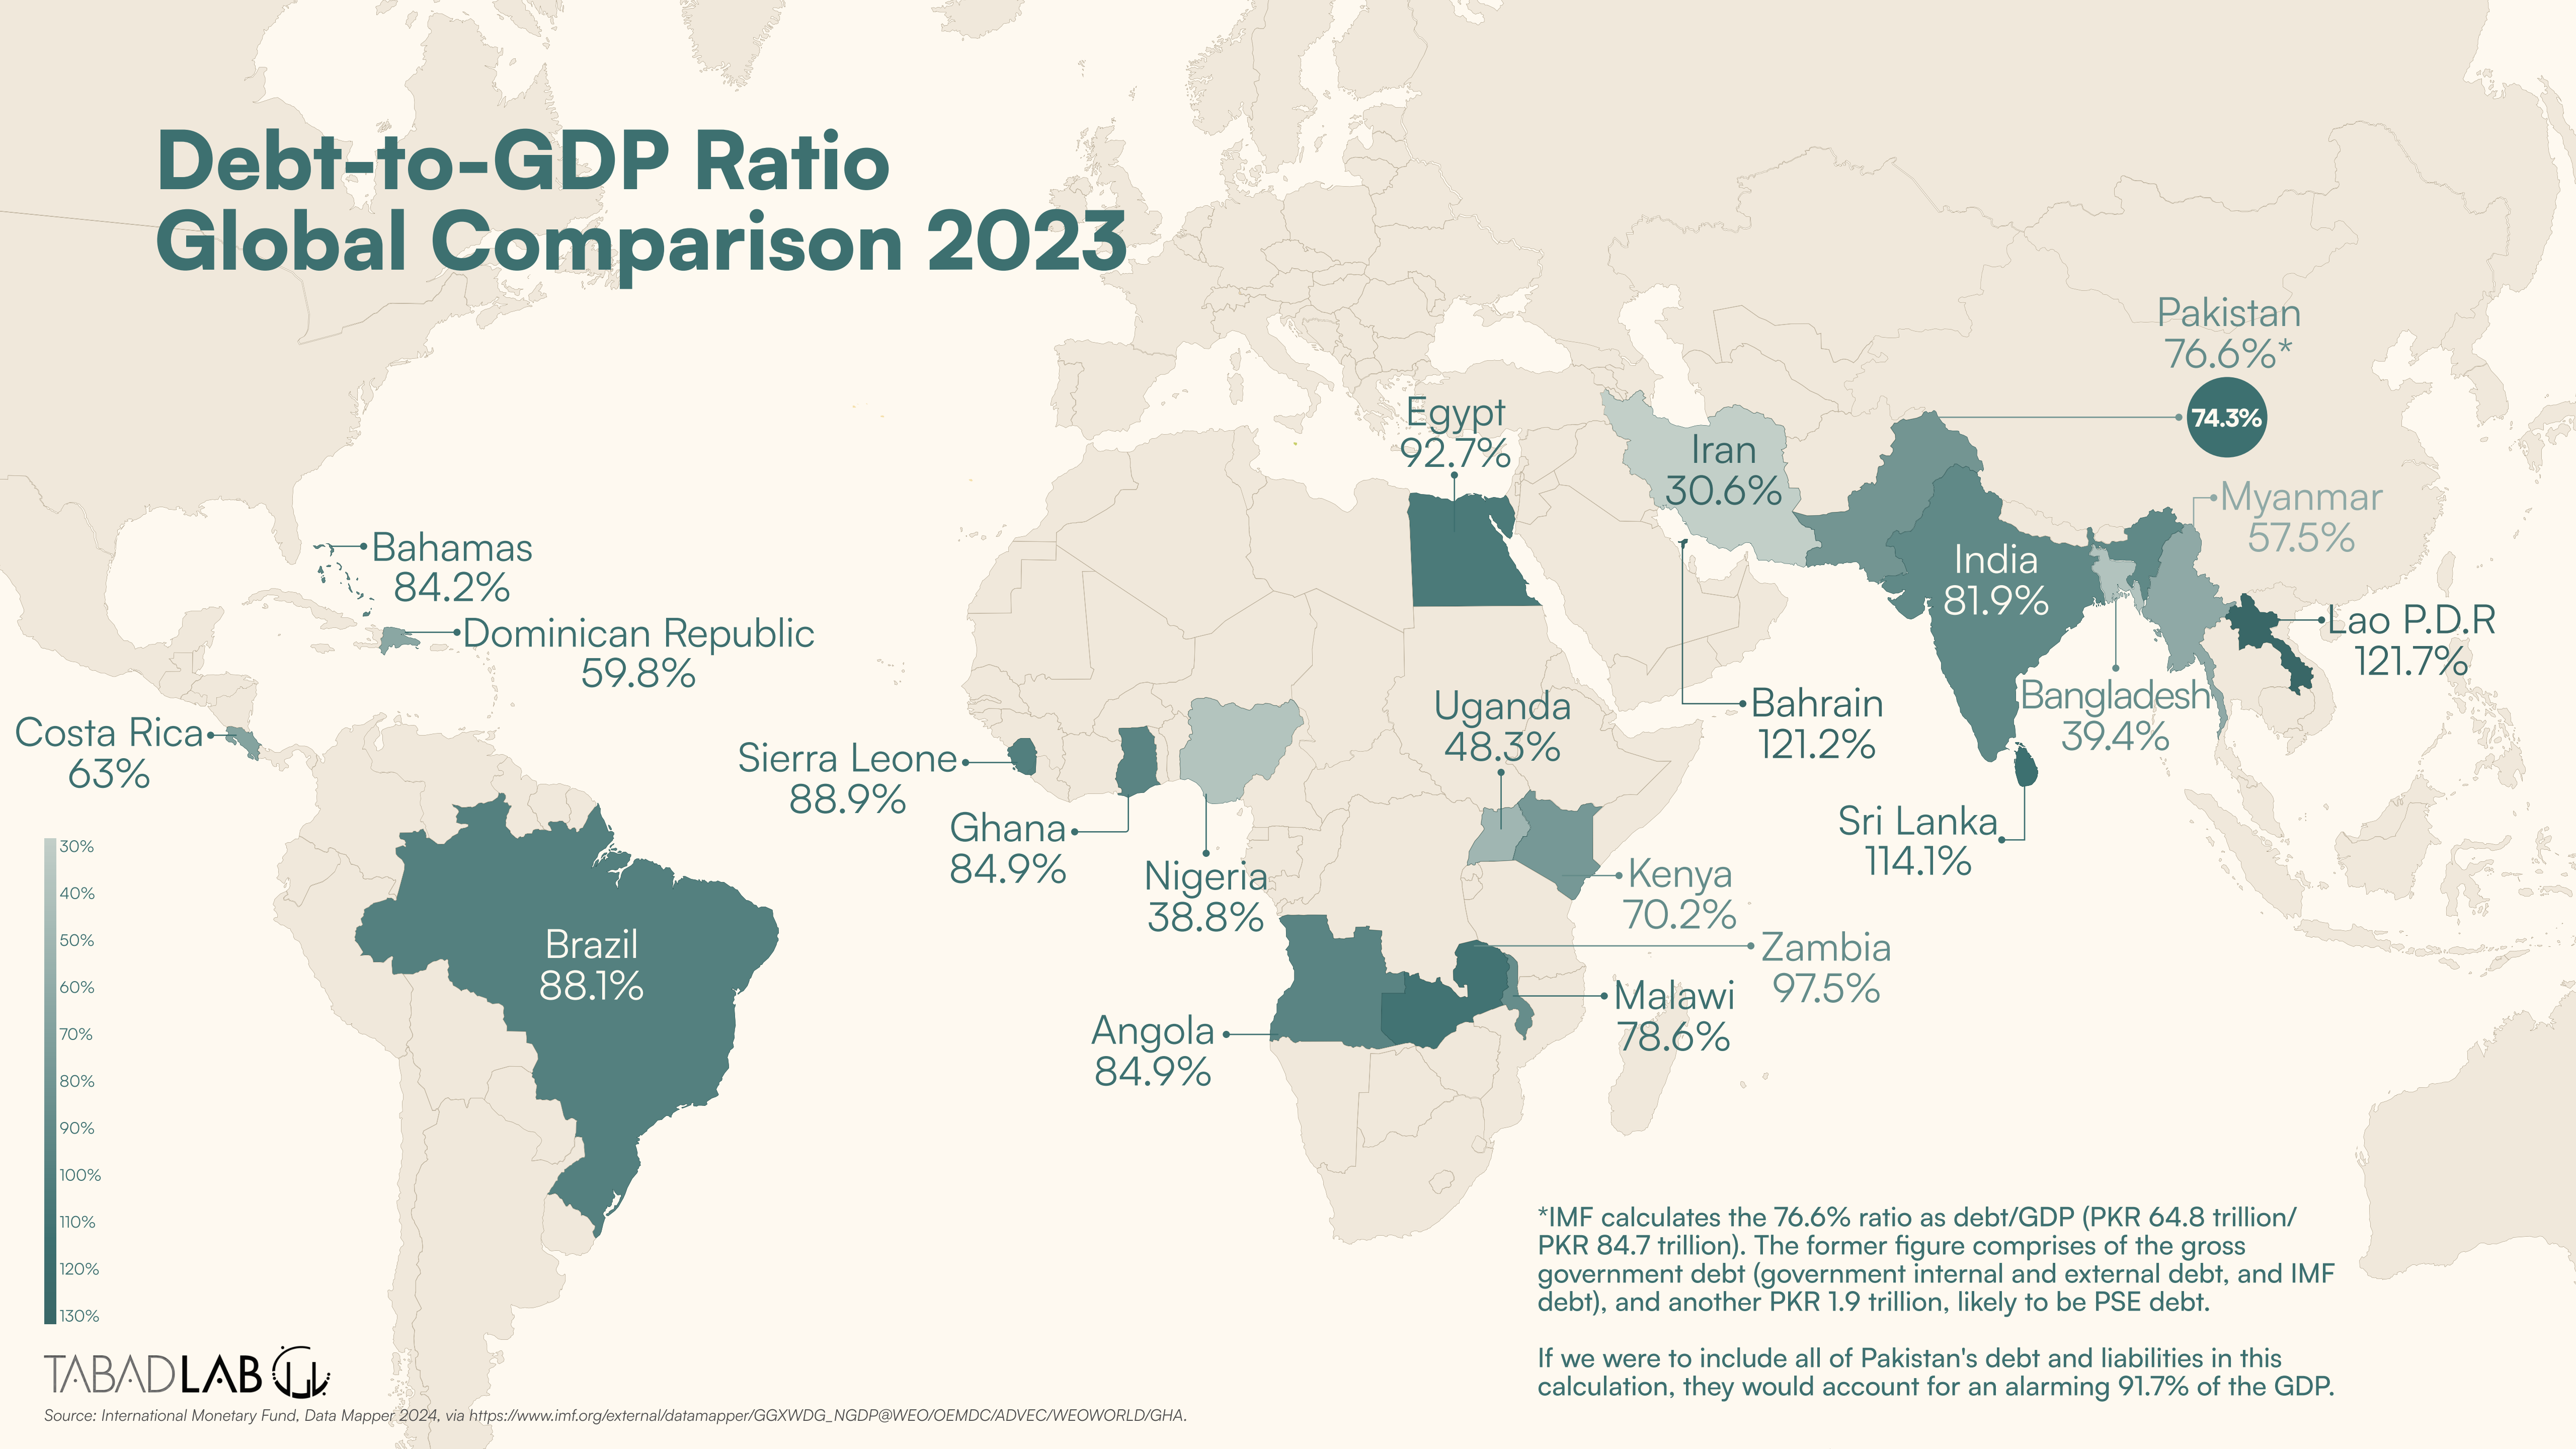 Debt-to-GDP Ratio
Global Comparison 2023
Pakistan
76.6%*
74.3%
Egypt
92.7%
Iran
30.6%
Myanmar
57.5%
Bahamas
84.2%
India
81.9%
Dominican Republic
59.8%
Lao P.D.R
121.7%
Costa Rica
63%
Sierra Leone
88.9%
Uganda
48.3%
Bahrain
121.2%
Bangladesh
39.4%
Ghana
84.9%
Nigeria
38.8%
Sri Lanka
114.1%
Kenya
70.2%
Brazil
88.1%
Zambia
97.5%
Malawi
78.6%
Angola
84.9%
30%
40%
50%
60%
70%
80%
90%
100%
110%
120%
130%
*IMF calculates the 76.6% ratio as debt/GDP (PKR 64.8 trillion/
PKR 84.7 trillion). The former figure comprises of the gross
government debt (government internal and external debt, and IMF
debt), and another PKR 1.9 trillion, likely to be PSE debt.
If we were to include all of Pakistan's debt and liabilities in this
calculation, they would account for an alarming 91.7% of the GDP.
TABADLAB
Source: International Monetary Fund, Data Mapper 2024, via https://www.imf.org/external/datamapper/GGXWDG_NGDP@WEO/OEMDC/ADVEC/WEOWORLD/GHA.